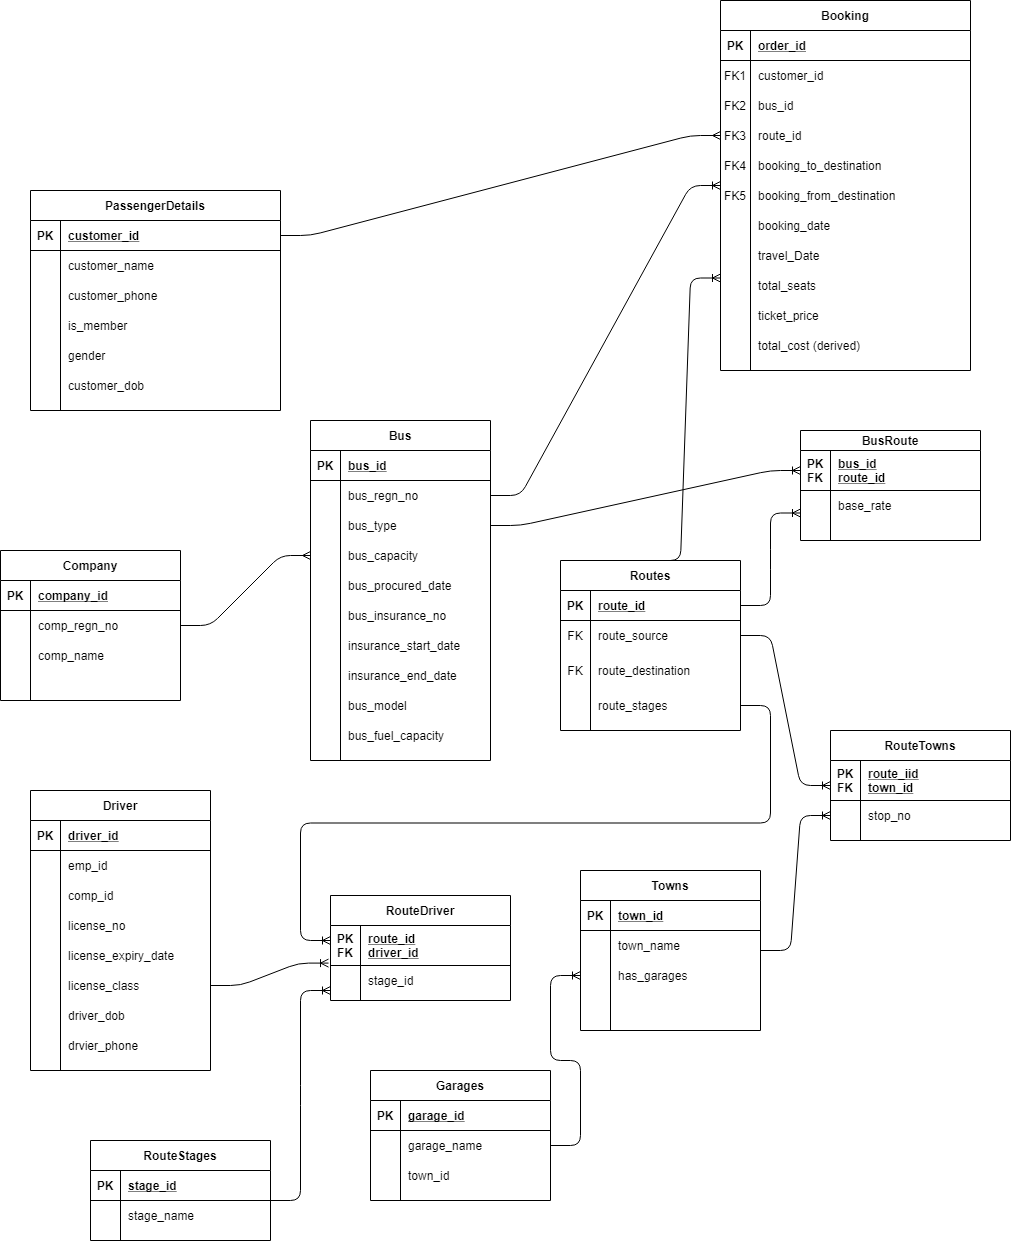 Booking
PK order_id
FK1 customer_id
FK2 bus_id
FK3 route_id
FK4 booking_to_destination
FK5 booking_from_destination
booking_date
travel_Date
total_seats
ticket_price
total_cost (derived)
PassengerDetails
PK customer_id
customer_name
customer_phone
is_member
gender
customer_dob
Bus
PK bus_id
bus_regn_no
bus_type
bus_capacity
bus_procured_date
bus_insurance_no
insurance_start_date
insurance_end_date
bus_model
bus_fuel_capacity
BusRoute
PK bus_id
FK route_id
base_rate
Company
PK company_id
comp_regn_no
comp_name
Routes
PK route_id
FK route_source
FK route_destination
route_stages
RouteTowns
PK route_iid
FK town_id
stop_no
Driver
PK driver_id
emp_id
comp_id
license_no
license_expiry_date
license_class
driver_dob
drvier_phone
RouteDriver
PK route_id
FK driver_id
stage_id
Towns
PK town_id
town_name
has_garages
Garages
PK garage_id
garage_name
town_id
RouteStages
PK stage_id
stage_name